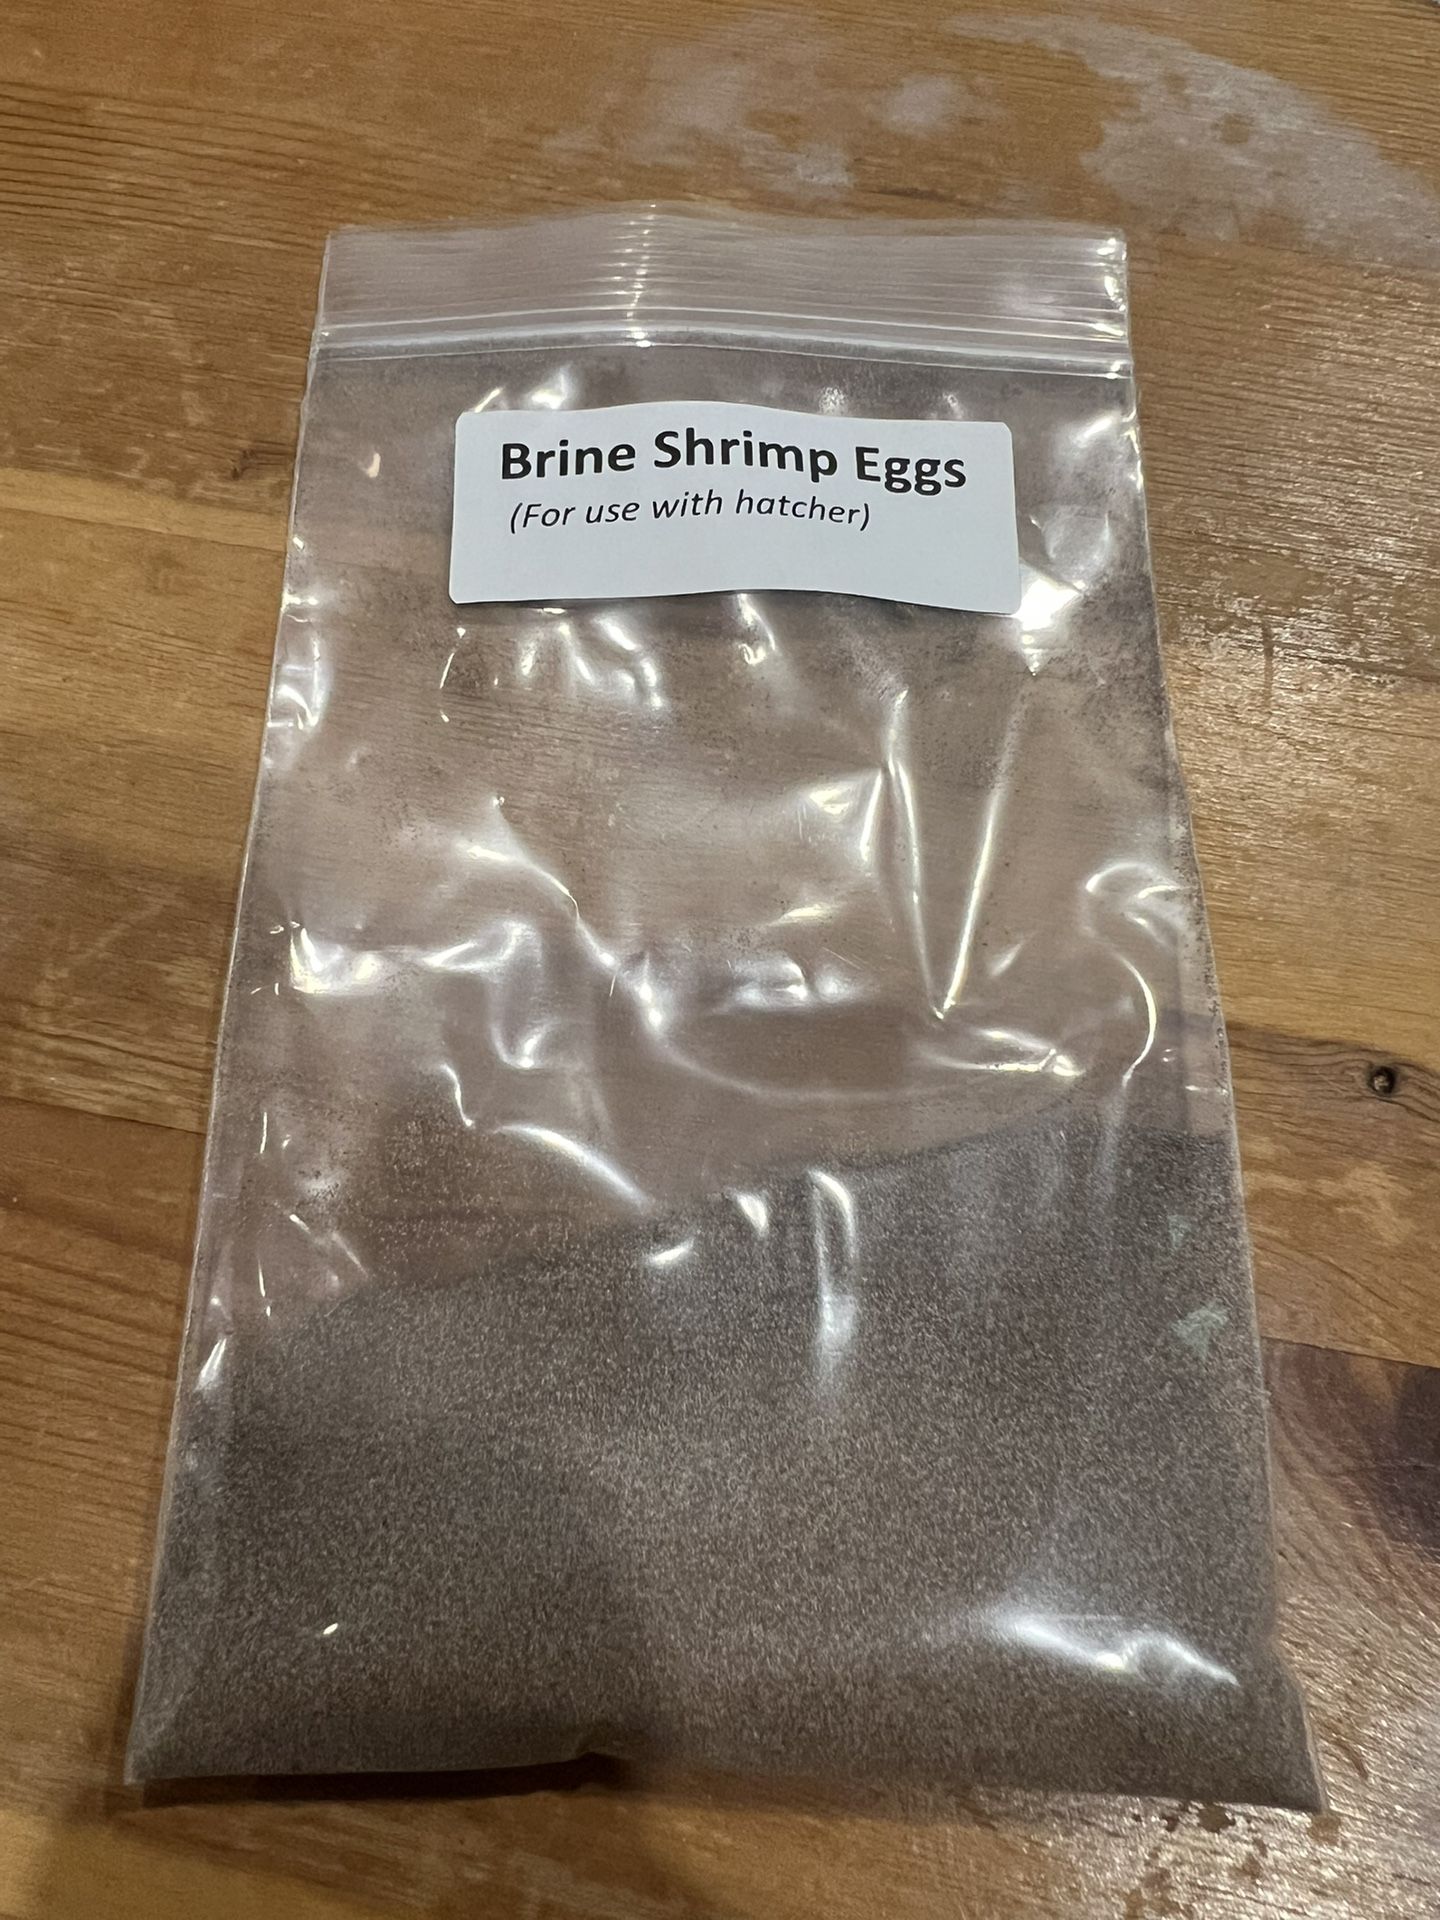 Brine Shrimp Eggs
(For use with hatcher)